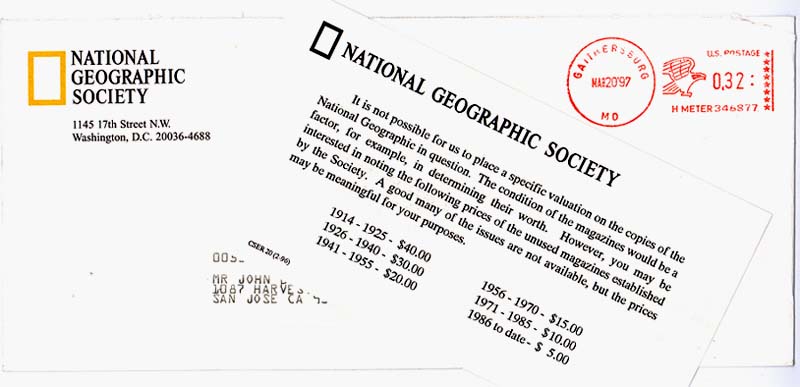 NATIONAL
GEOGRAPHIC
SOCIETY
1145 17th Street N.W.
Washington, D.C. 20036-4688
GAITHERSBURG
MAR20'97
MD
U.S. POSTAGE
0.32
H METER 346877
NATIONAL GEOGRAPHIC SOCIETY
It is not possible for us to place a specific valuation on the copies of the
National Geographic in question. The condition of the magazines would be a
factor, for example, in determining their worth. However, you may be
interested in noting the following prices of the unused magazines established
by the Society. A good many of the issues are not available, but the prices
may be meaningful for your purposes.
1914 - 1925 - $40.00
1926 - 1940 - $30.00
1941 - 1955 - $20.00
1956 - 1970 - $15.00
1971 - 1985 - $10.00
1986 to date - $ 5.00
CSER 20 (2-96)
MR JOHN
1087
SAN JOSE CA